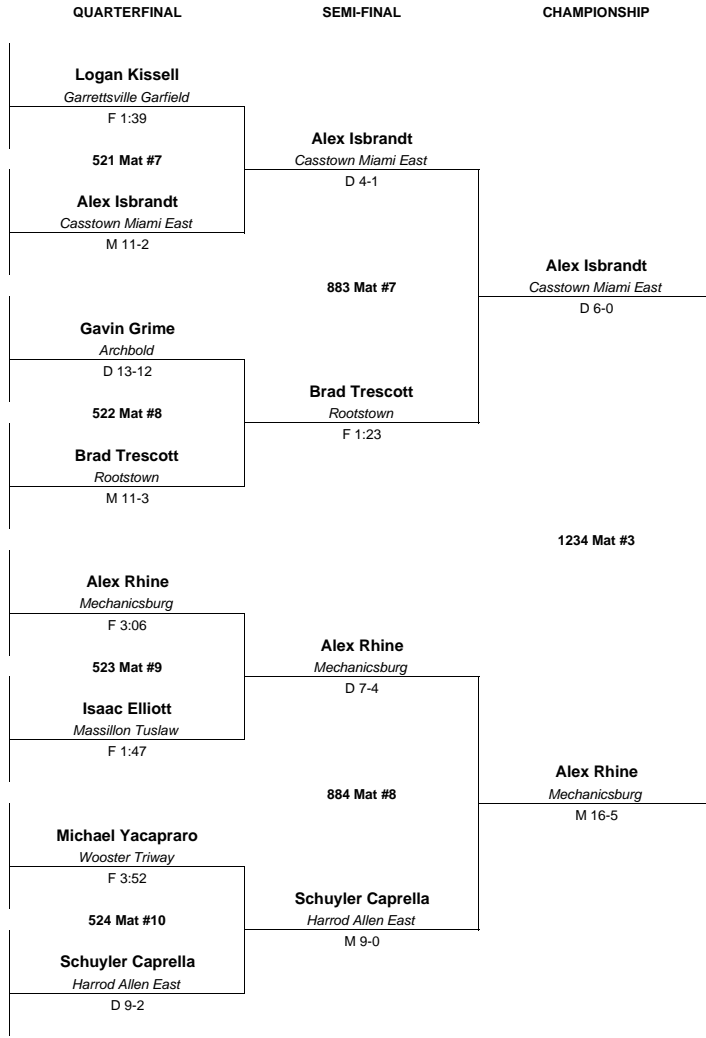 QUARTERFINAL SEMI-FINAL CHAMPIONSHIP
Logan Kissell
Garrettsville Garfield
F 1:39
Alex Isbrandt
521 Mat #7 Casstown Miami East
D 4-1
Alex Isbrandt
Casstown Miami East
M 11-2
Alex Isbrandt
883 Mat #7 Casstown Miami East
D 6-0
Gavin Grime
Archbold
D 13-12
Brad Trescott
522 Mat #8 Rootstown
F 1:23
Brad Trescott
Rootstown
M 11-3
1234 Mat #3
Alex Rhine
Mechanicsburg
F 3:06
Alex Rhine
523 Mat #9 Mechanicsburg
D 7-4
Isaac Elliott
Massillon Tuslaw
F 1:47
Alex Rhine
884 Mat #8 Mechanicsburg
M 16-5
Michael Yacapraro
Wooster Triway
F 3:52
Schuyler Caprella
524 Mat #10 Harrod Allen East
M 9-0
Schuyler Caprella
Harrod Allen East
D 9-2